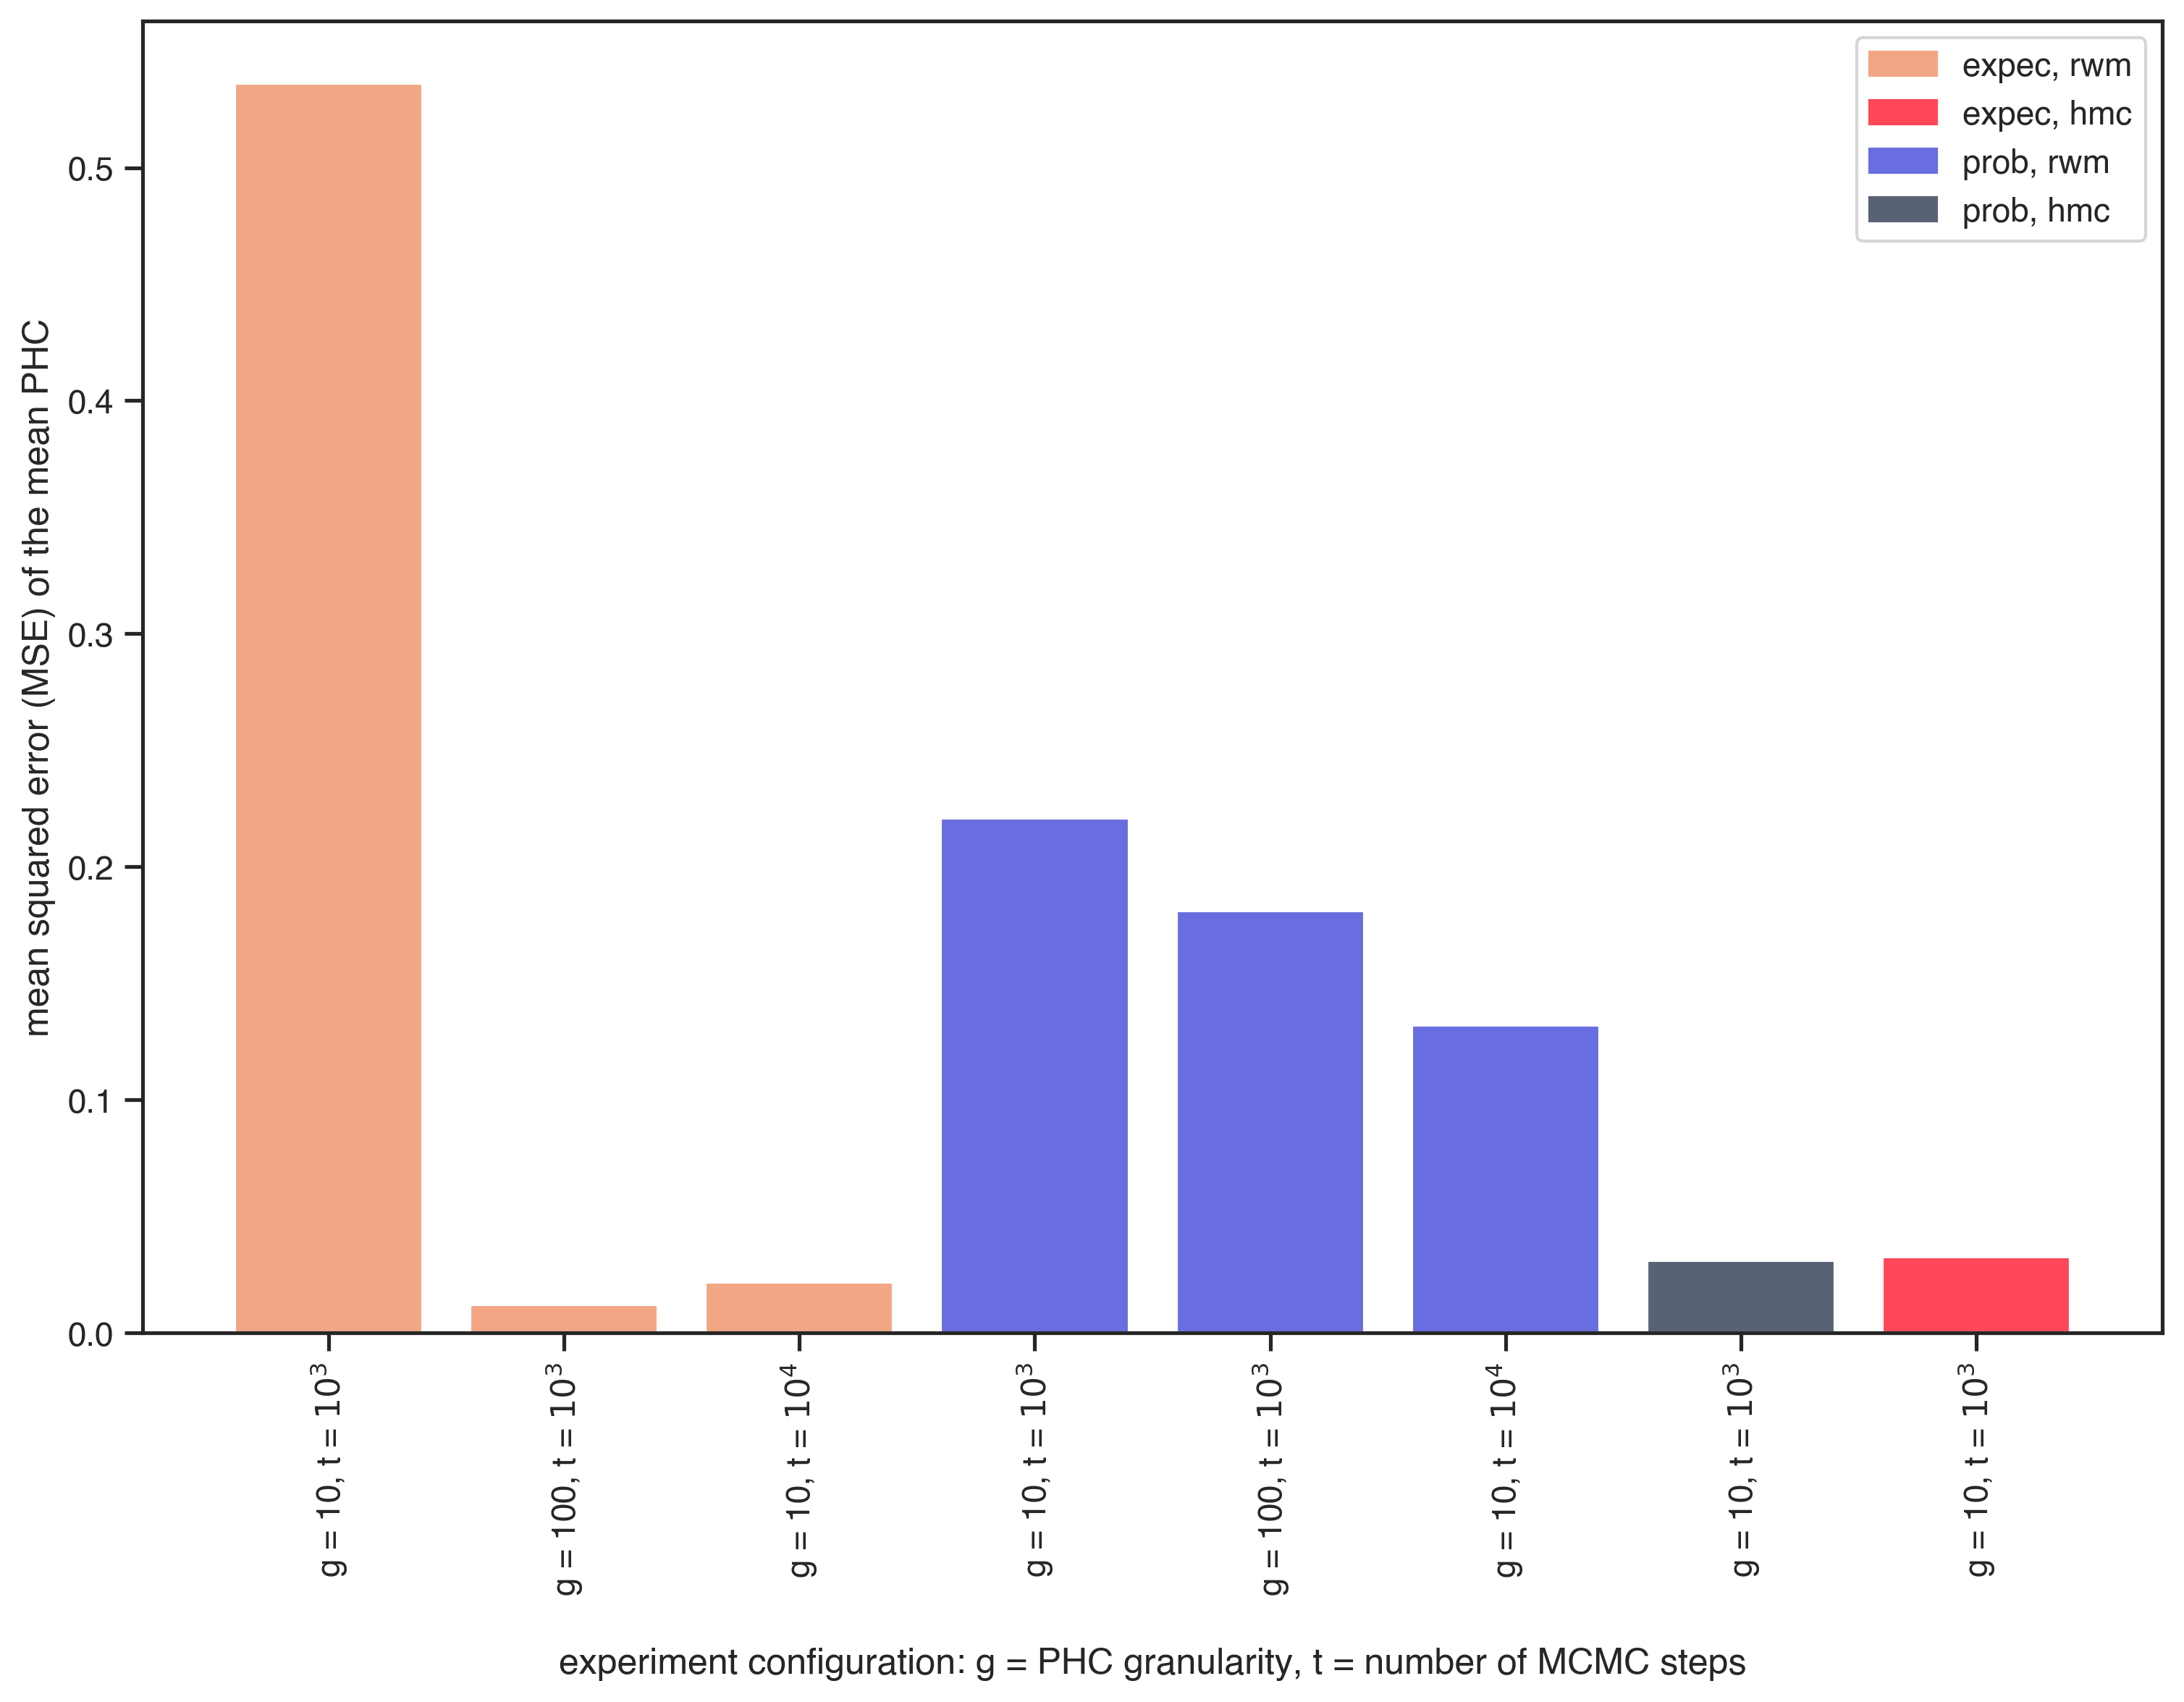 expec, rwm
expec, hmc
prob, rwm
prob, hmc
mean squared error (MSE) of the mean PHC
0.5
0.4
0.3
0.2
0.1
0.0
g = 10, t = 10³
g = 100, t = 10³
g = 10, t = 10⁴
g = 10, t = 10³
g = 100, t = 10³
g = 10, t = 10⁴
g = 10, t = 10³
g = 10, t = 10³
experiment configuration: g = PHC granularity, t = number of MCMC steps